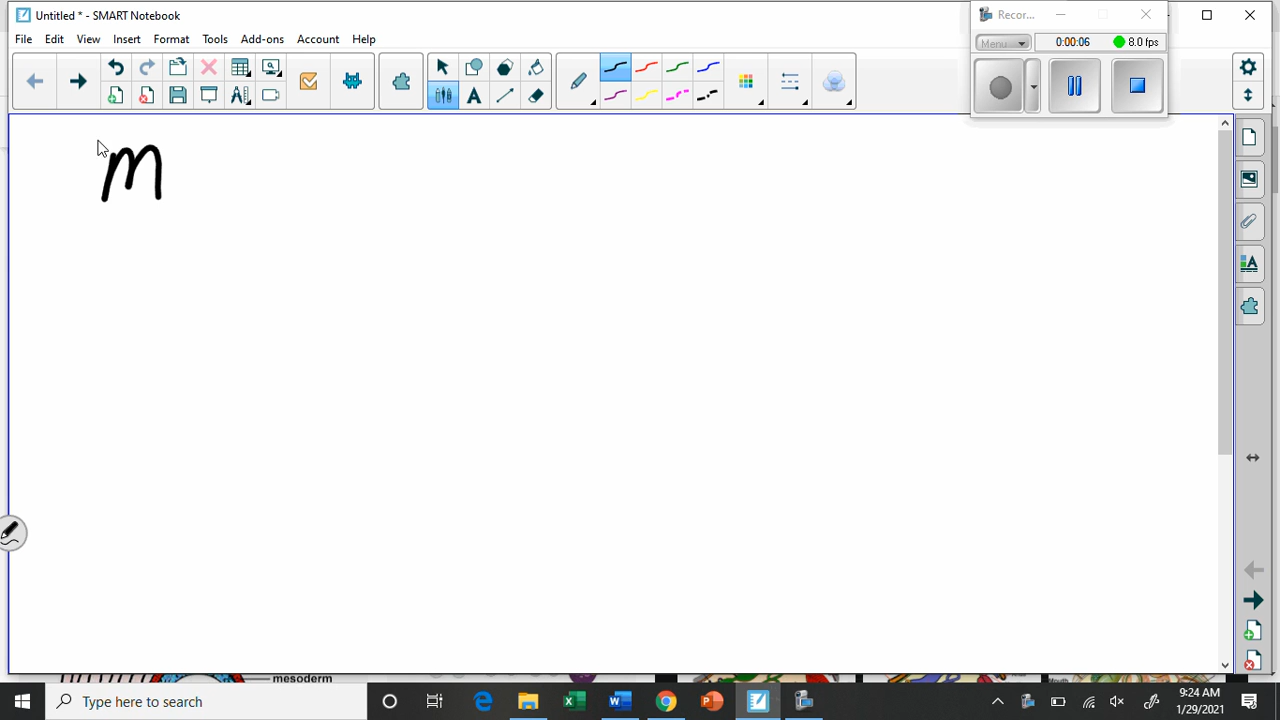 Untitled * - SMART Notebook
Recor...
File Edit View Insert Format Tools Add-ons Account Help
Menu 0:00:06 8.0 fps
A
A
m
mesoderm
Type here to search
9:24 AM
1/29/2021